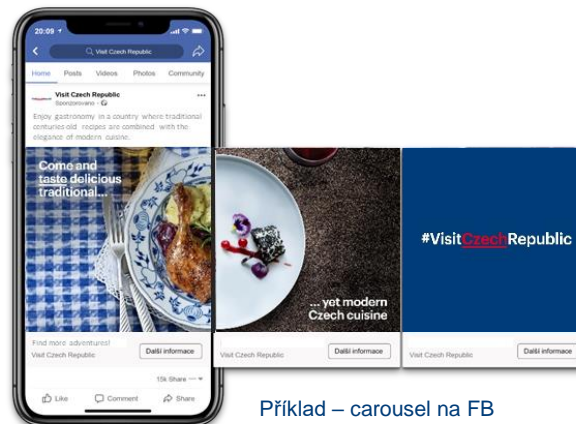 20:09
Visit Czech Republic
Home Posts Videos Photos Community
Visit Czech Republic
Sponzorováno
Enjoy gastronomy in a country where traditional
centuries old recipes are combined with the
elegance of modern cuisine.
Come and
taste delicious
traditional...
... yet modern
Czech cuisine
#VisitCzechRepublic
Find more adventures!
Visit Czech Republic
Další informace
Visit Czech Republic
Další informace
Visit Czech Republic
Další informace
15k Share
Like Comment Share
Příklad – carousel na FB